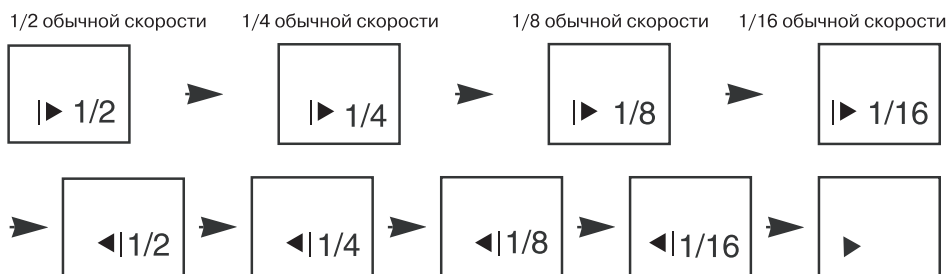 1/2 обычной скорости
1/4 обычной скорости
1/8 обычной скорости
1/16 обычной скорости
1/2
1/4
1/8
1/16
1/2
1/4
1/8
1/16